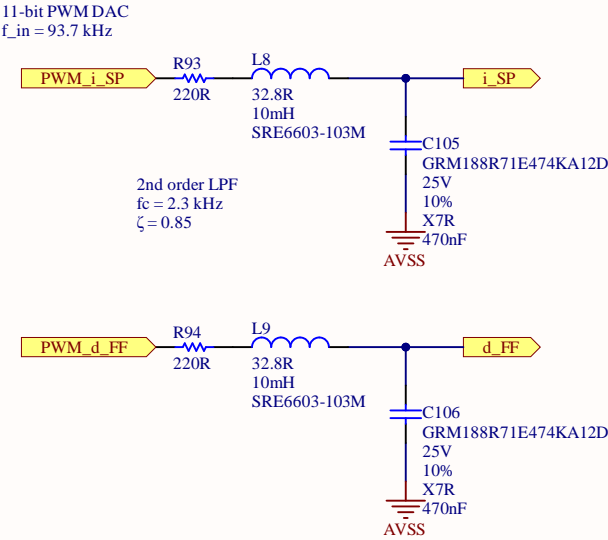 11-bit PWM DAC
f_in = 93.7 kHz
PWM_i_SP
R93
220R
L8
32.8R
10mH
SRE6603-103M
i_SP
C105
GRM188R71E474KA12D
25V
10%
X7R
470nF
AVSS
2nd order LPF
fc = 2.3 kHz
ζ = 0.85
PWM_d_FF
R94
220R
L9
32.8R
10mH
SRE6603-103M
d_FF
C106
GRM188R71E474KA12D
25V
10%
X7R
470nF
AVSS